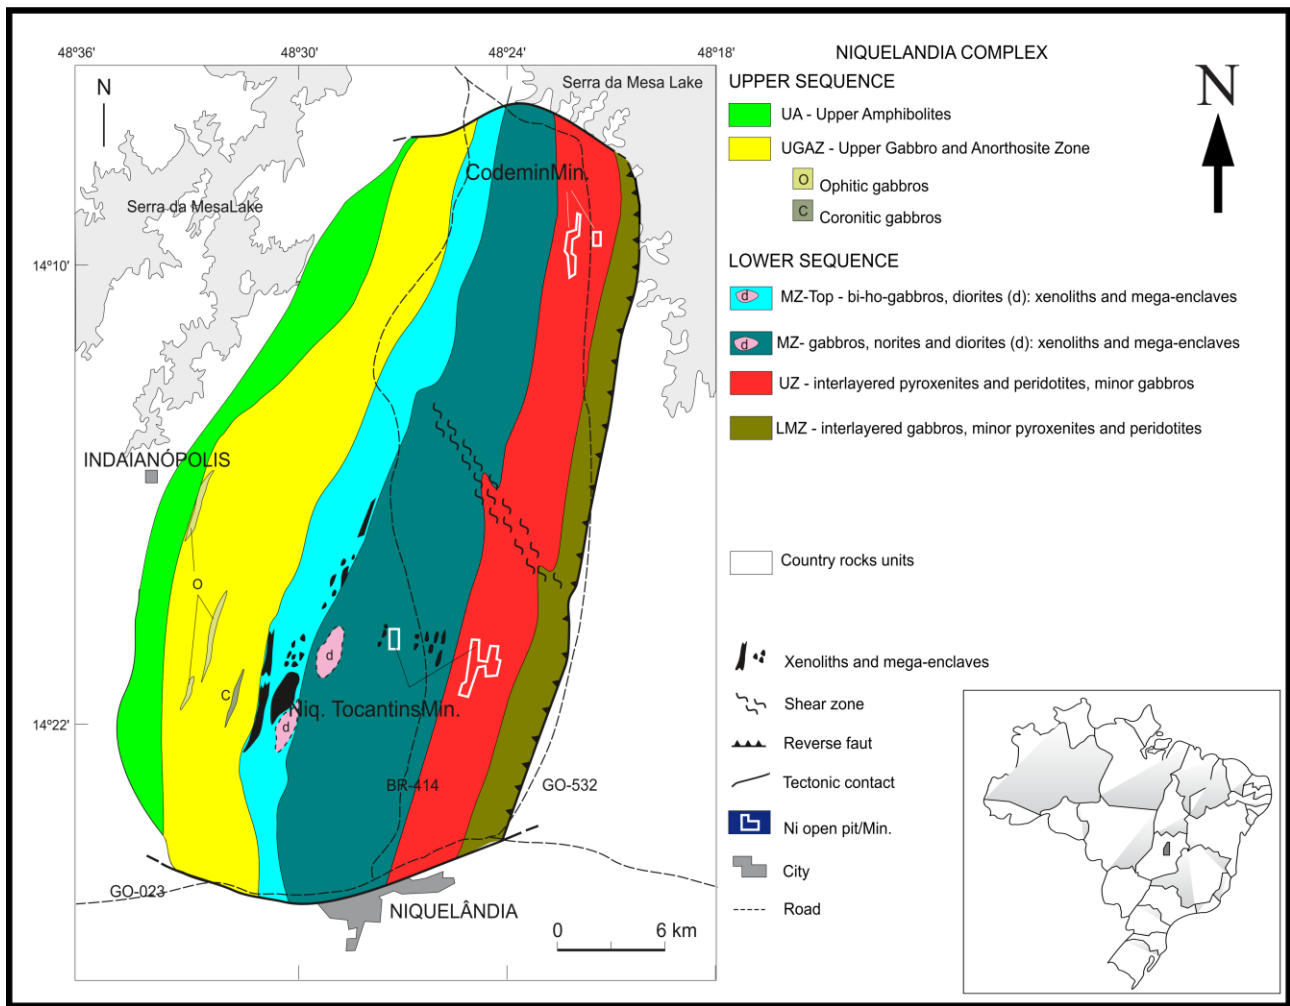 48°36'
48°30'
48°24'
48°18'
N
Serra da Mesa Lake
CodeminMin.
Serra da MesaLake
14°10'
INDAIANÓPOLIS
O
d
C
Niq. TocantinsMin.
d
14°22'
BR-414
GO-532
GO-023
NIQUELÂNDIA
0 6 km
NIQUELANDIA COMPLEX
N
UPPER SEQUENCE
UA - Upper Amphibolites
UGAZ - Upper Gabbro and Anorthosite Zone
O Ophitic gabbros
C Coronitic gabbros
LOWER SEQUENCE
d MZ-Top - bi-ho-gabbros, diorites (d): xenoliths and mega-enclaves
d MZ- gabbros, norites and diorites (d): xenoliths and mega-enclaves
UZ - interlayered pyroxenites and peridotites, minor gabbros
LMZ - interlayered gabbros, minor pyroxenites and peridotites
Country rocks units
Xenoliths and mega-enclaves
Shear zone
Reverse faut
Tectonic contact
Ni open pit/Min.
City
Road